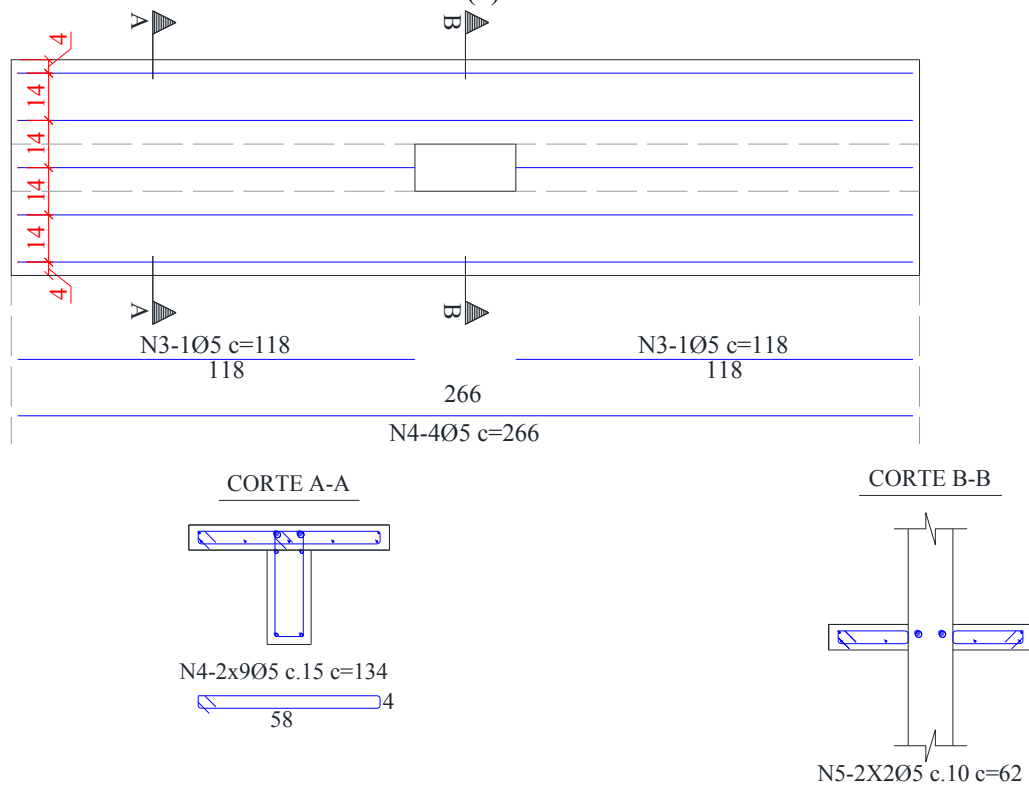 A
B
4
14
14
14
14
4
A
B
N3-1Ø5 c=118
N3-1Ø5 c=118
118
118
266
N4-4Ø5 c=266
CORTE A-A
CORTE B-B
N4-2x9Ø5 c.15 c=134
4
58
N5-2X2Ø5 c.10 c=62